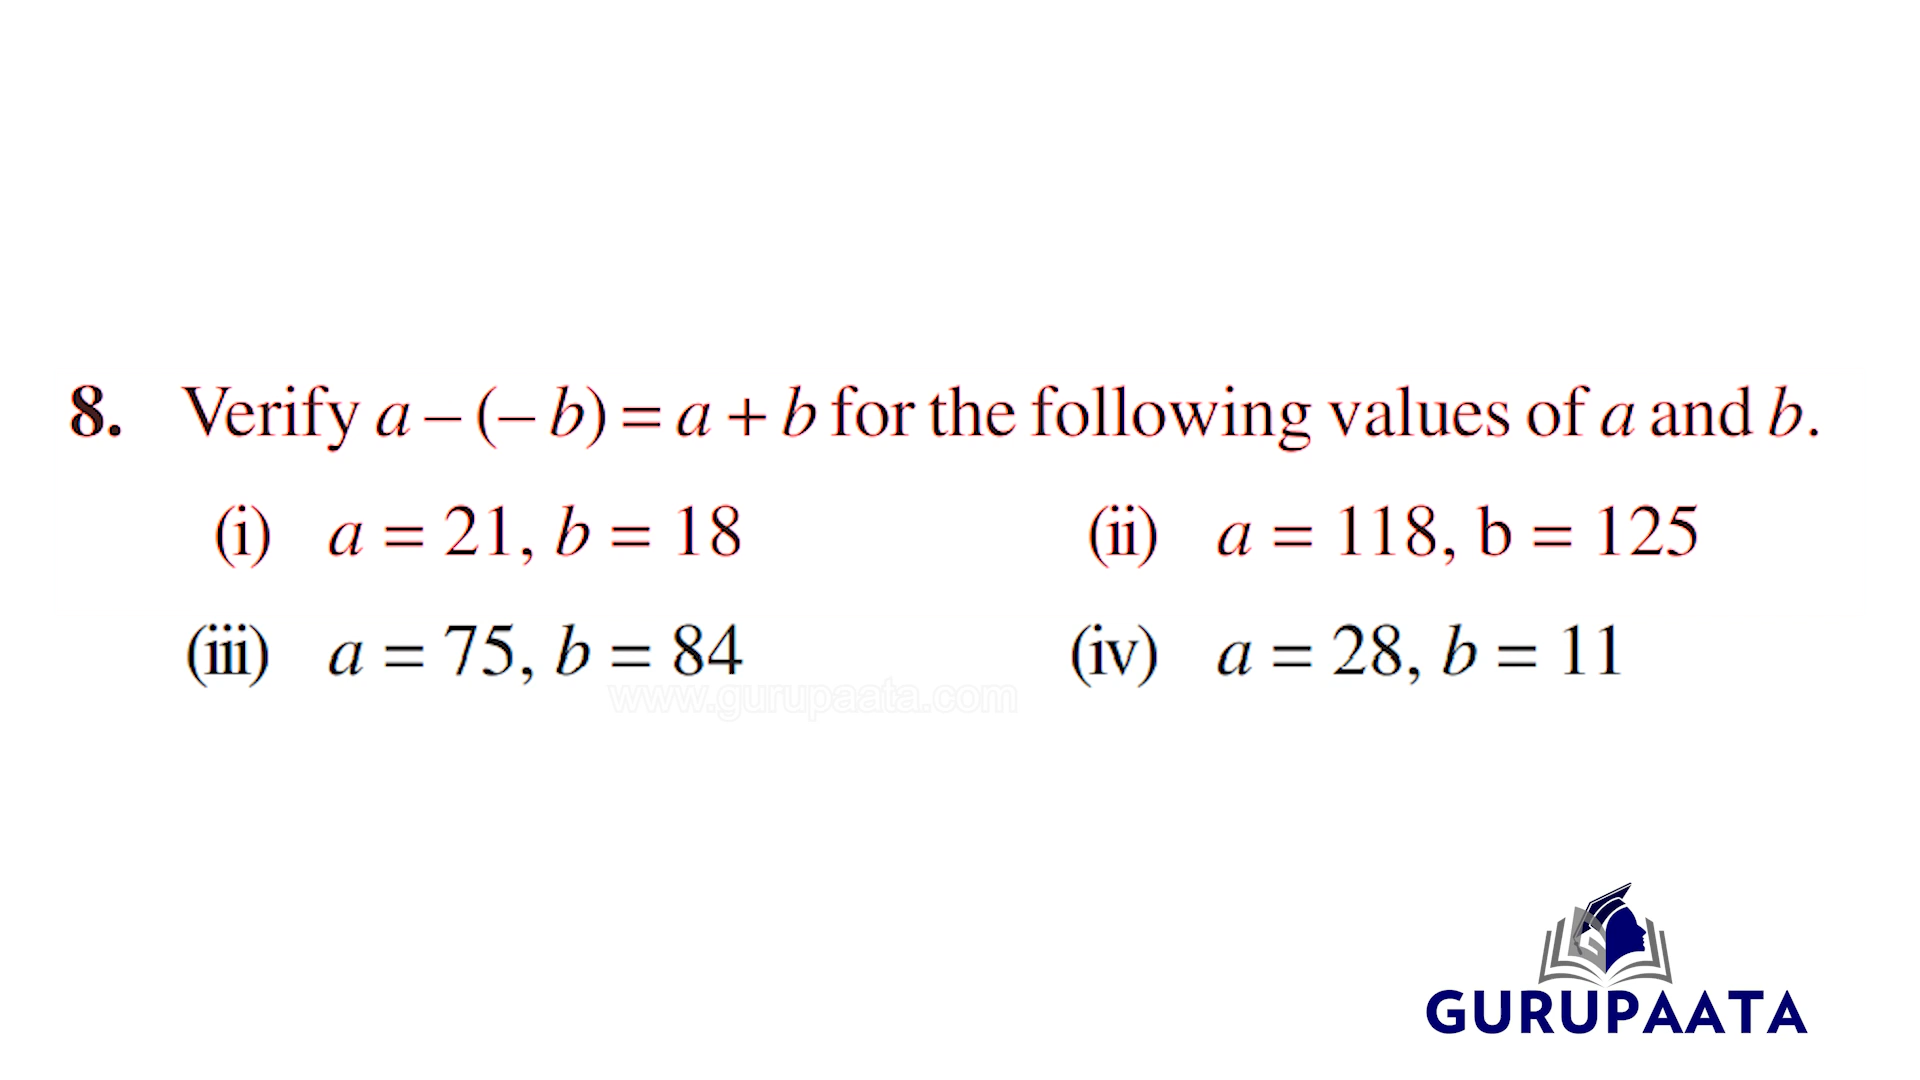 8. Verify a – (– b) = a + b for the following values of a and b.
(i) a = 21, b = 18 (ii) a = 118, b = 125
(iii) a = 75, b = 84 (iv) a = 28, b = 11
www.gurupaata.com
GURUPAATA